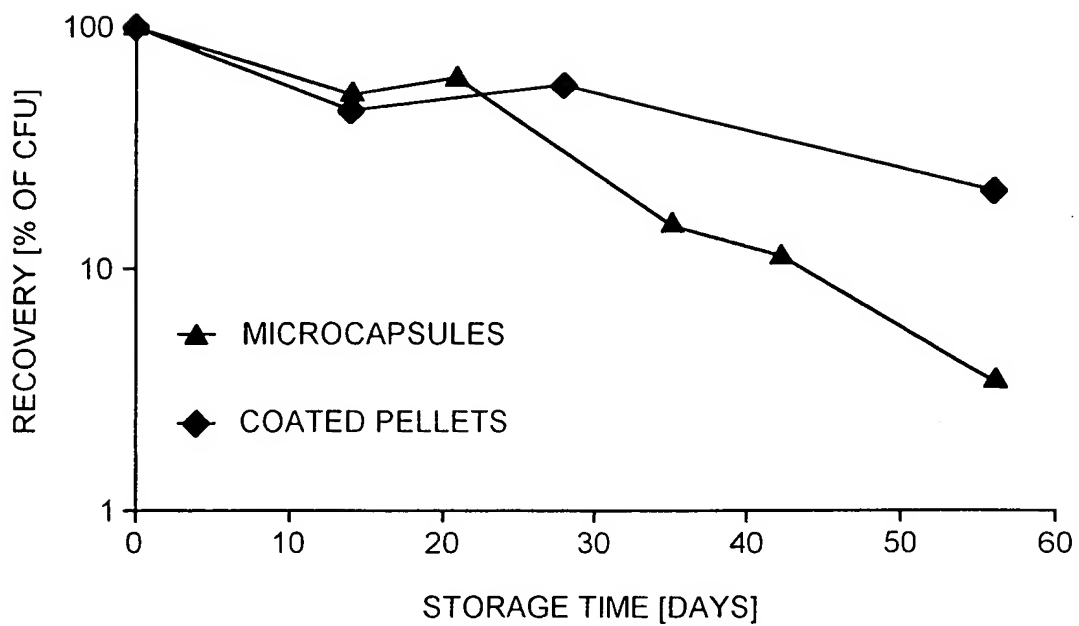 100
10
1
RECOVERY [% OF CFU]
MICROCAPSULES
COATED PELLETS
0 10 20 30 40 50 60
STORAGE TIME [DAYS]